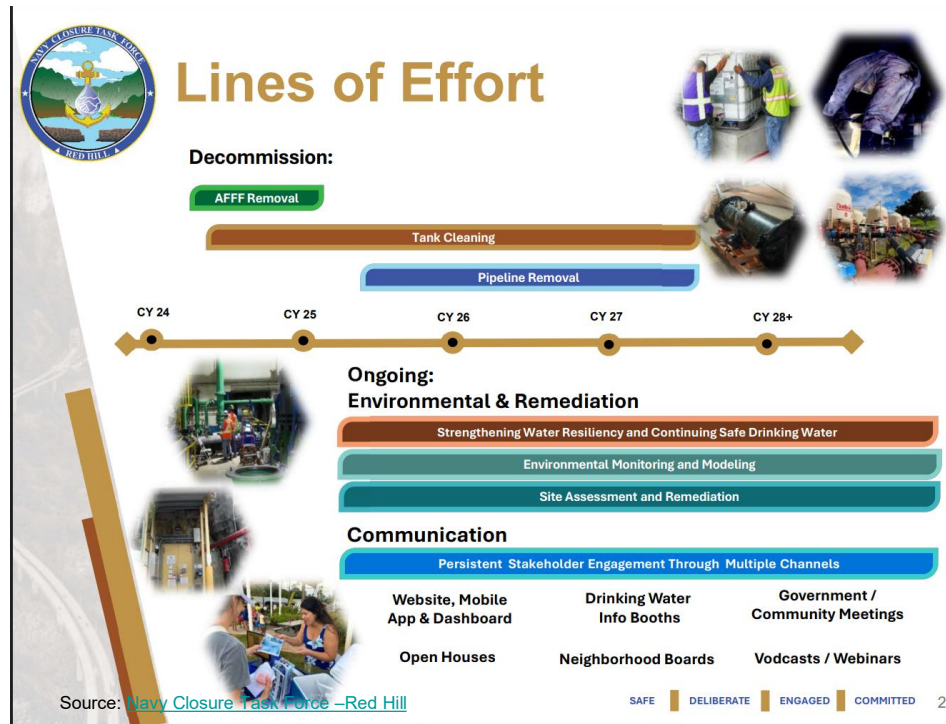 NAVY CLOSURE TASK FORCE
RED HILL
Lines of Effort
Decommission:
AFFF Removal
Tank Cleaning
Pipeline Removal
CY 24
CY 25
CY 26
CY 27
CY 28+
Ongoing:
Environmental & Remediation
Strengthening Water Resiliency and Continuing Safe Drinking Water
Environmental Monitoring and Modeling
Site Assessment and Remediation
Communication
Persistent Stakeholder Engagement Through Multiple Channels
Website, Mobile
App & Dashboard
Drinking Water
Info Booths
Government /
Community Meetings
Open Houses
Neighborhood Boards
Vodcasts / Webinars
Source: Navy Closure Task Force –Red Hill
SAFE DELIBERATE ENGAGED COMMITTED 2